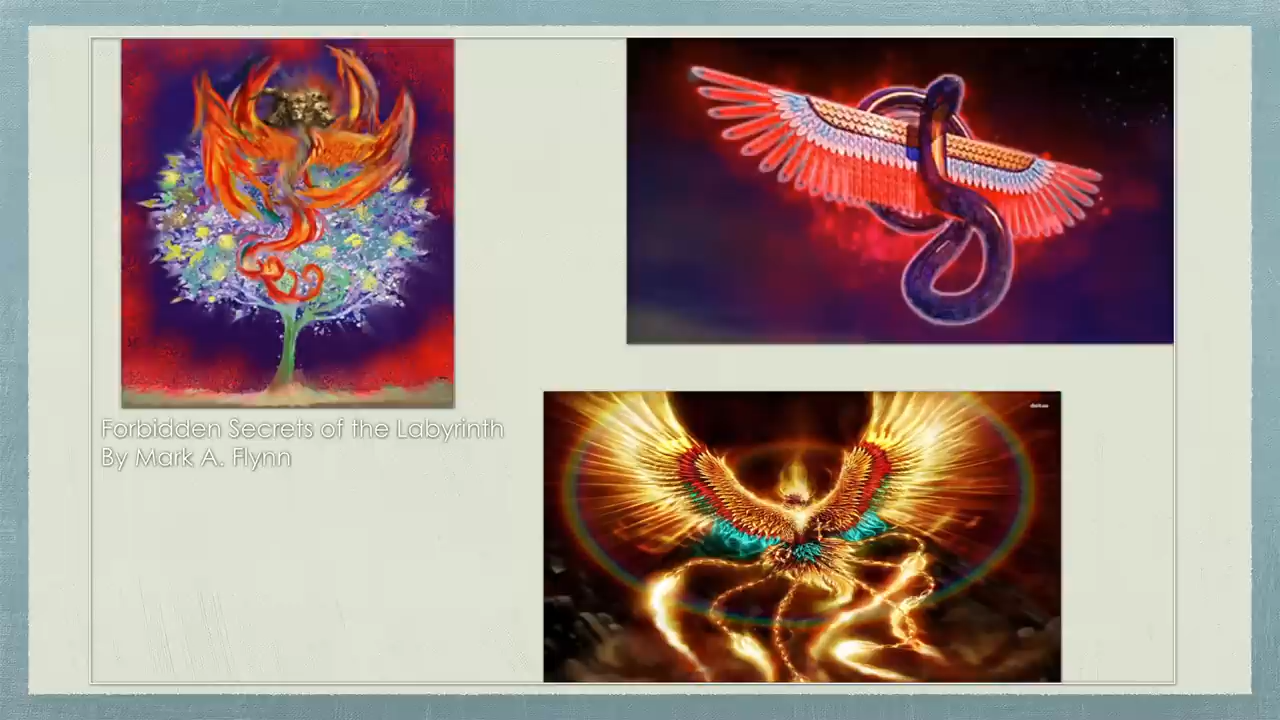 Forbidden Secrets of the Labyrinth
By Mark A. Flynn